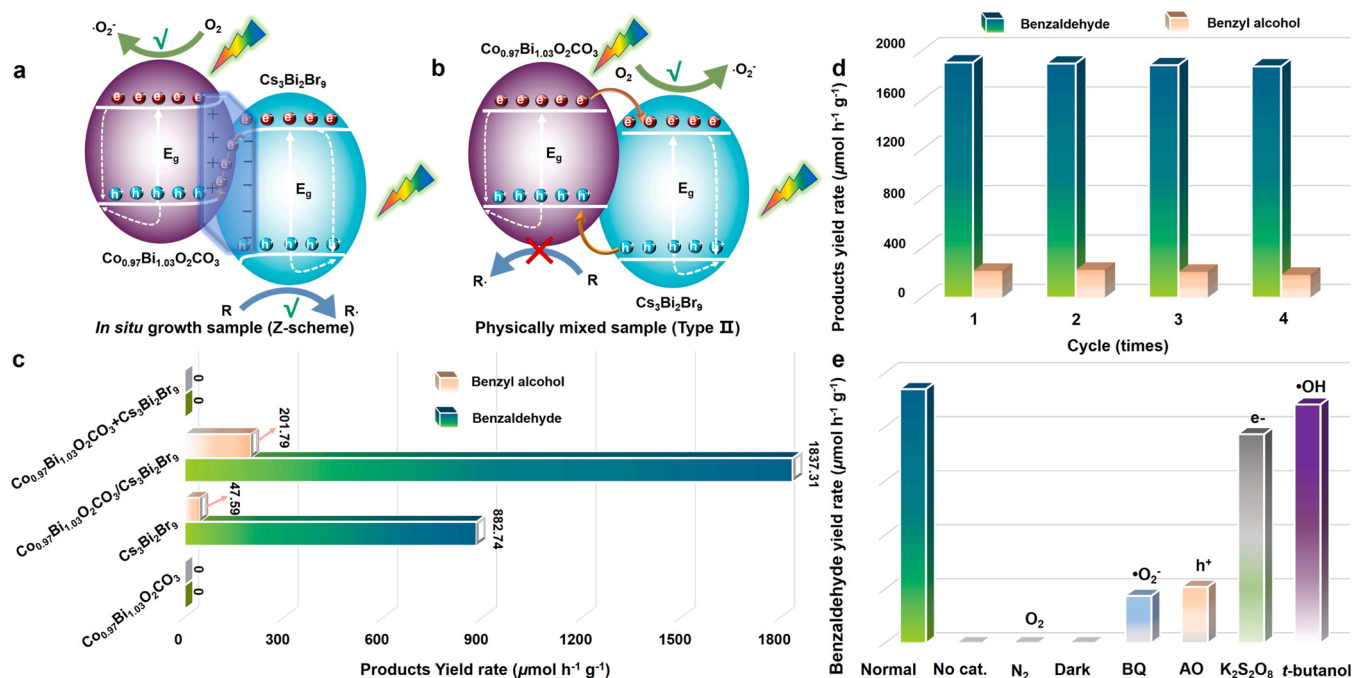 a
·O₂⁻
√
O₂
Cs₃Bi₂Br₉
e⁻ e⁻ e⁻ e⁻ e⁻
e⁻ e⁻ e⁻ e⁻ e⁻
E_g
E_g
h⁺ h⁺ h⁺ h⁺ h⁺
h⁺ h⁺ h⁺ h⁺ h⁺
Co₀.₉₇Bi₁.₀₃O₂CO₃
R
√
R·
In situ growth sample (Z-scheme)
b
Co₀.₉₇Bi₁.₀₃O₂CO₃
O₂
√
·O₂⁻
e⁻ e⁻ e⁻ e⁻ e⁻
e⁻ e⁻ e⁻ e⁻ e⁻
E_g
E_g
h⁺ h⁺ h⁺ h⁺ h⁺
h⁺ h⁺ h⁺ h⁺ h⁺
R·
R
Cs₃Bi₂Br₉
Physically mixed sample (Type II)
c
Benzyl alcohol
Benzaldehyde
Co₀.₉₇Bi₁.₀₃O₂CO₃+Cs₃Bi₂Br₉
0
0
Co₀.₉₇Bi₁.₀₃O₂CO₃/Cs₃Bi₂Br₉
201.79
1837.31
Cs₃Bi₂Br₉
47.59
882.74
Co₀.₉₇Bi₁.₀₃O₂CO₃
0
0
0 300 600 900 1200 1500 1800
Products Yield rate (μmol h⁻¹ g⁻¹)
Benzaldehyde
Benzyl alcohol
d
Products yield rate (μmol h⁻¹ g⁻¹)
2000
1600
1200
800
400
0
1 2 3 4
Cycle (times)
e
Benzaldehyde yield rate (μmol h⁻¹ g⁻¹)
O₂
•O₂⁻
h⁺
e-
•OH
Normal No cat. N₂ Dark BQ AO K₂S₂O₈ t-butanol